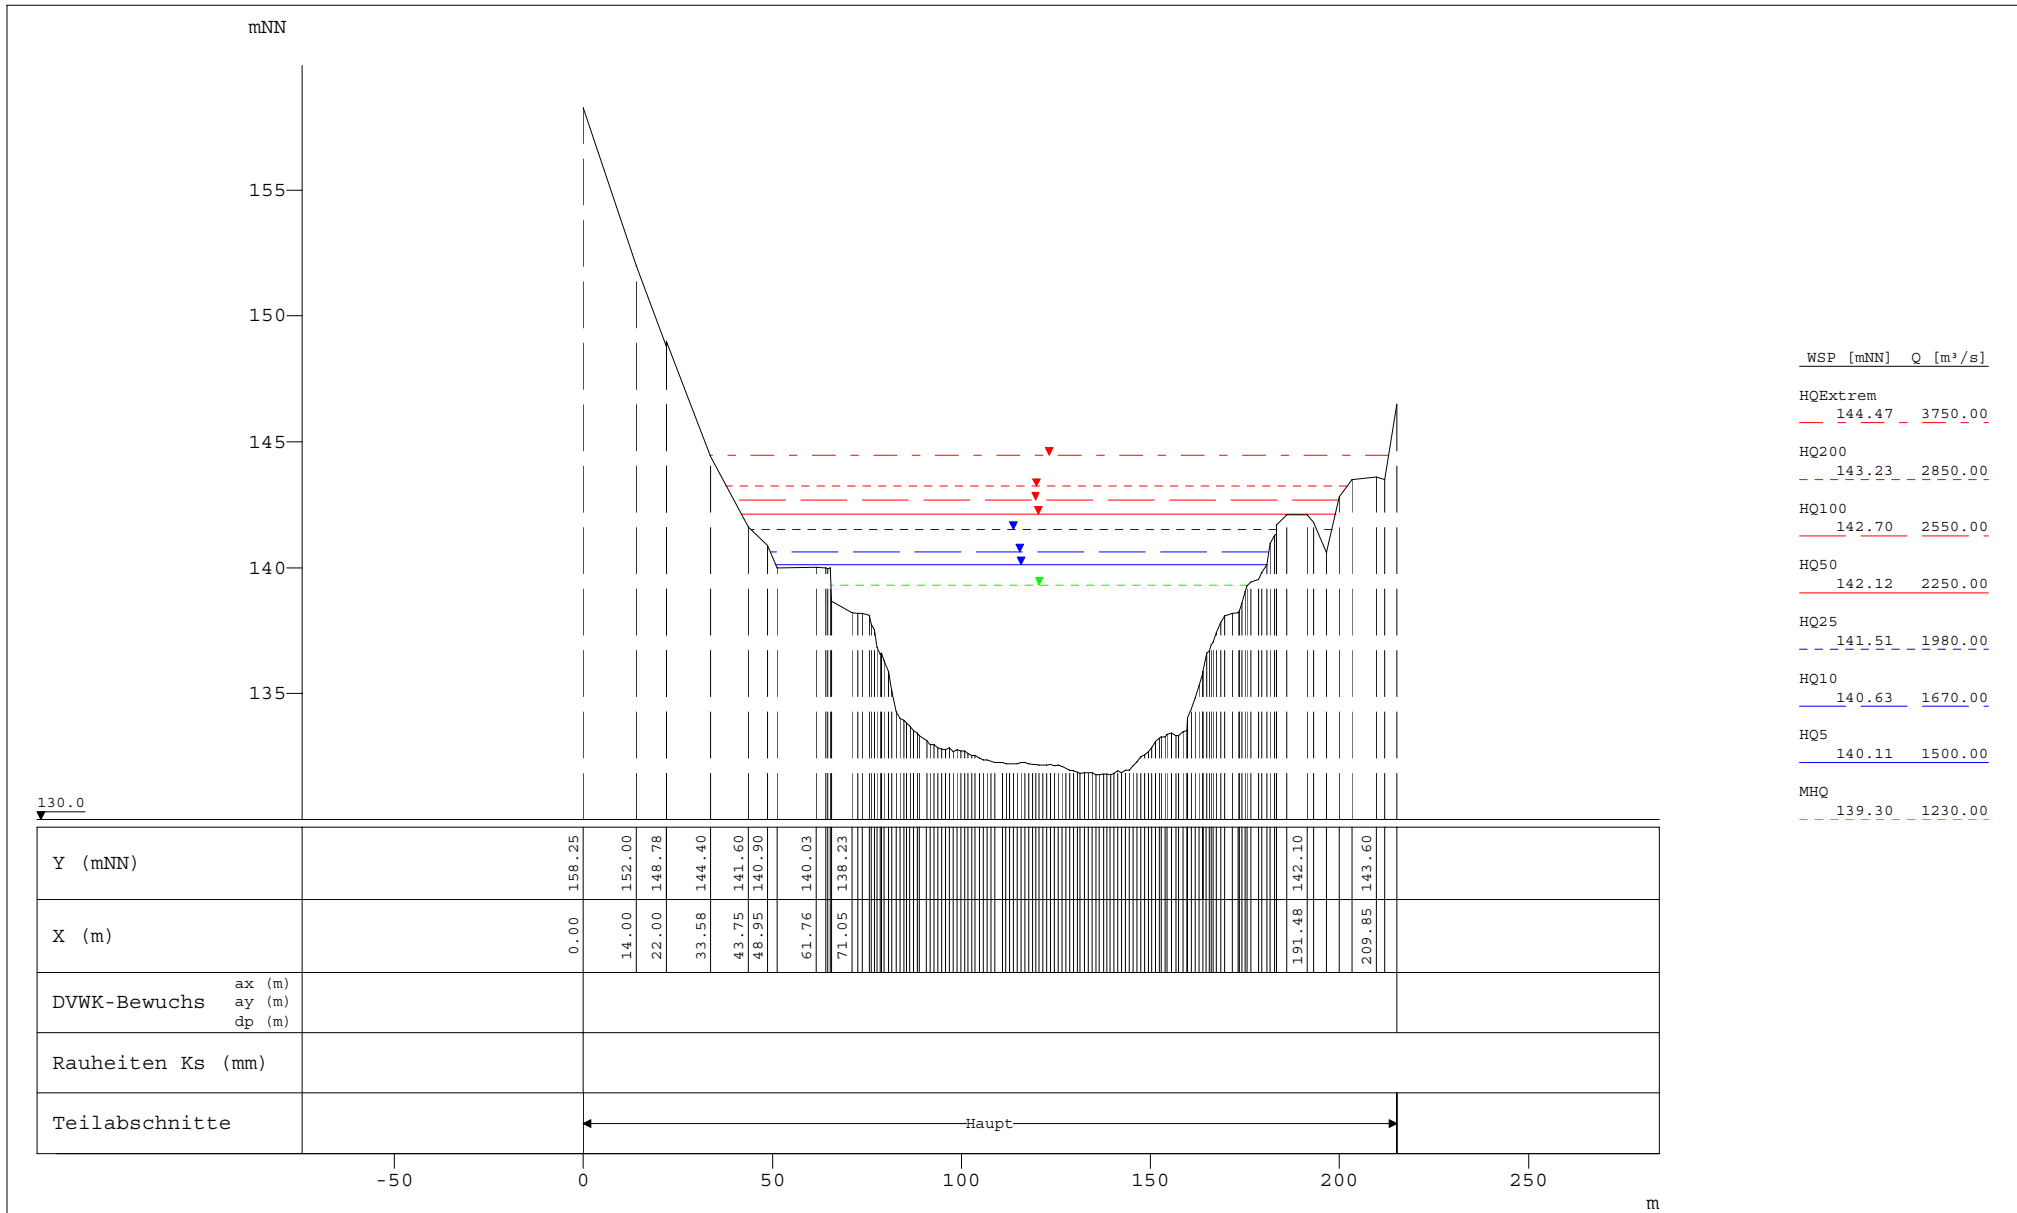 mNN
155
150
145
140
135
130.0
WSP [mNN] Q [m³/s]
HQExtrem
144.47 3750.00
HQ200
143.23 2850.00
HQ100
142.70 2550.00
HQ50
142.12 2250.00
HQ25
141.51 1980.00
HQ10
140.63 1670.00
HQ5
140.11 1500.00
MHQ
139.30 1230.00
Y (mNN) 158.25 152.00 148.78 144.40 141.60 140.90 140.03 138.23 142.10 143.60
X (m) 0.00 14.00 22.00 33.58 43.75 48.95 61.76 71.05 191.48 209.85
DVWK-Bewuchs
ax (m)
ay (m)
dp (m)
Rauheiten Ks (mm)
Teilabschnitte Haupt
-50 0 50 100 150 200 250
m